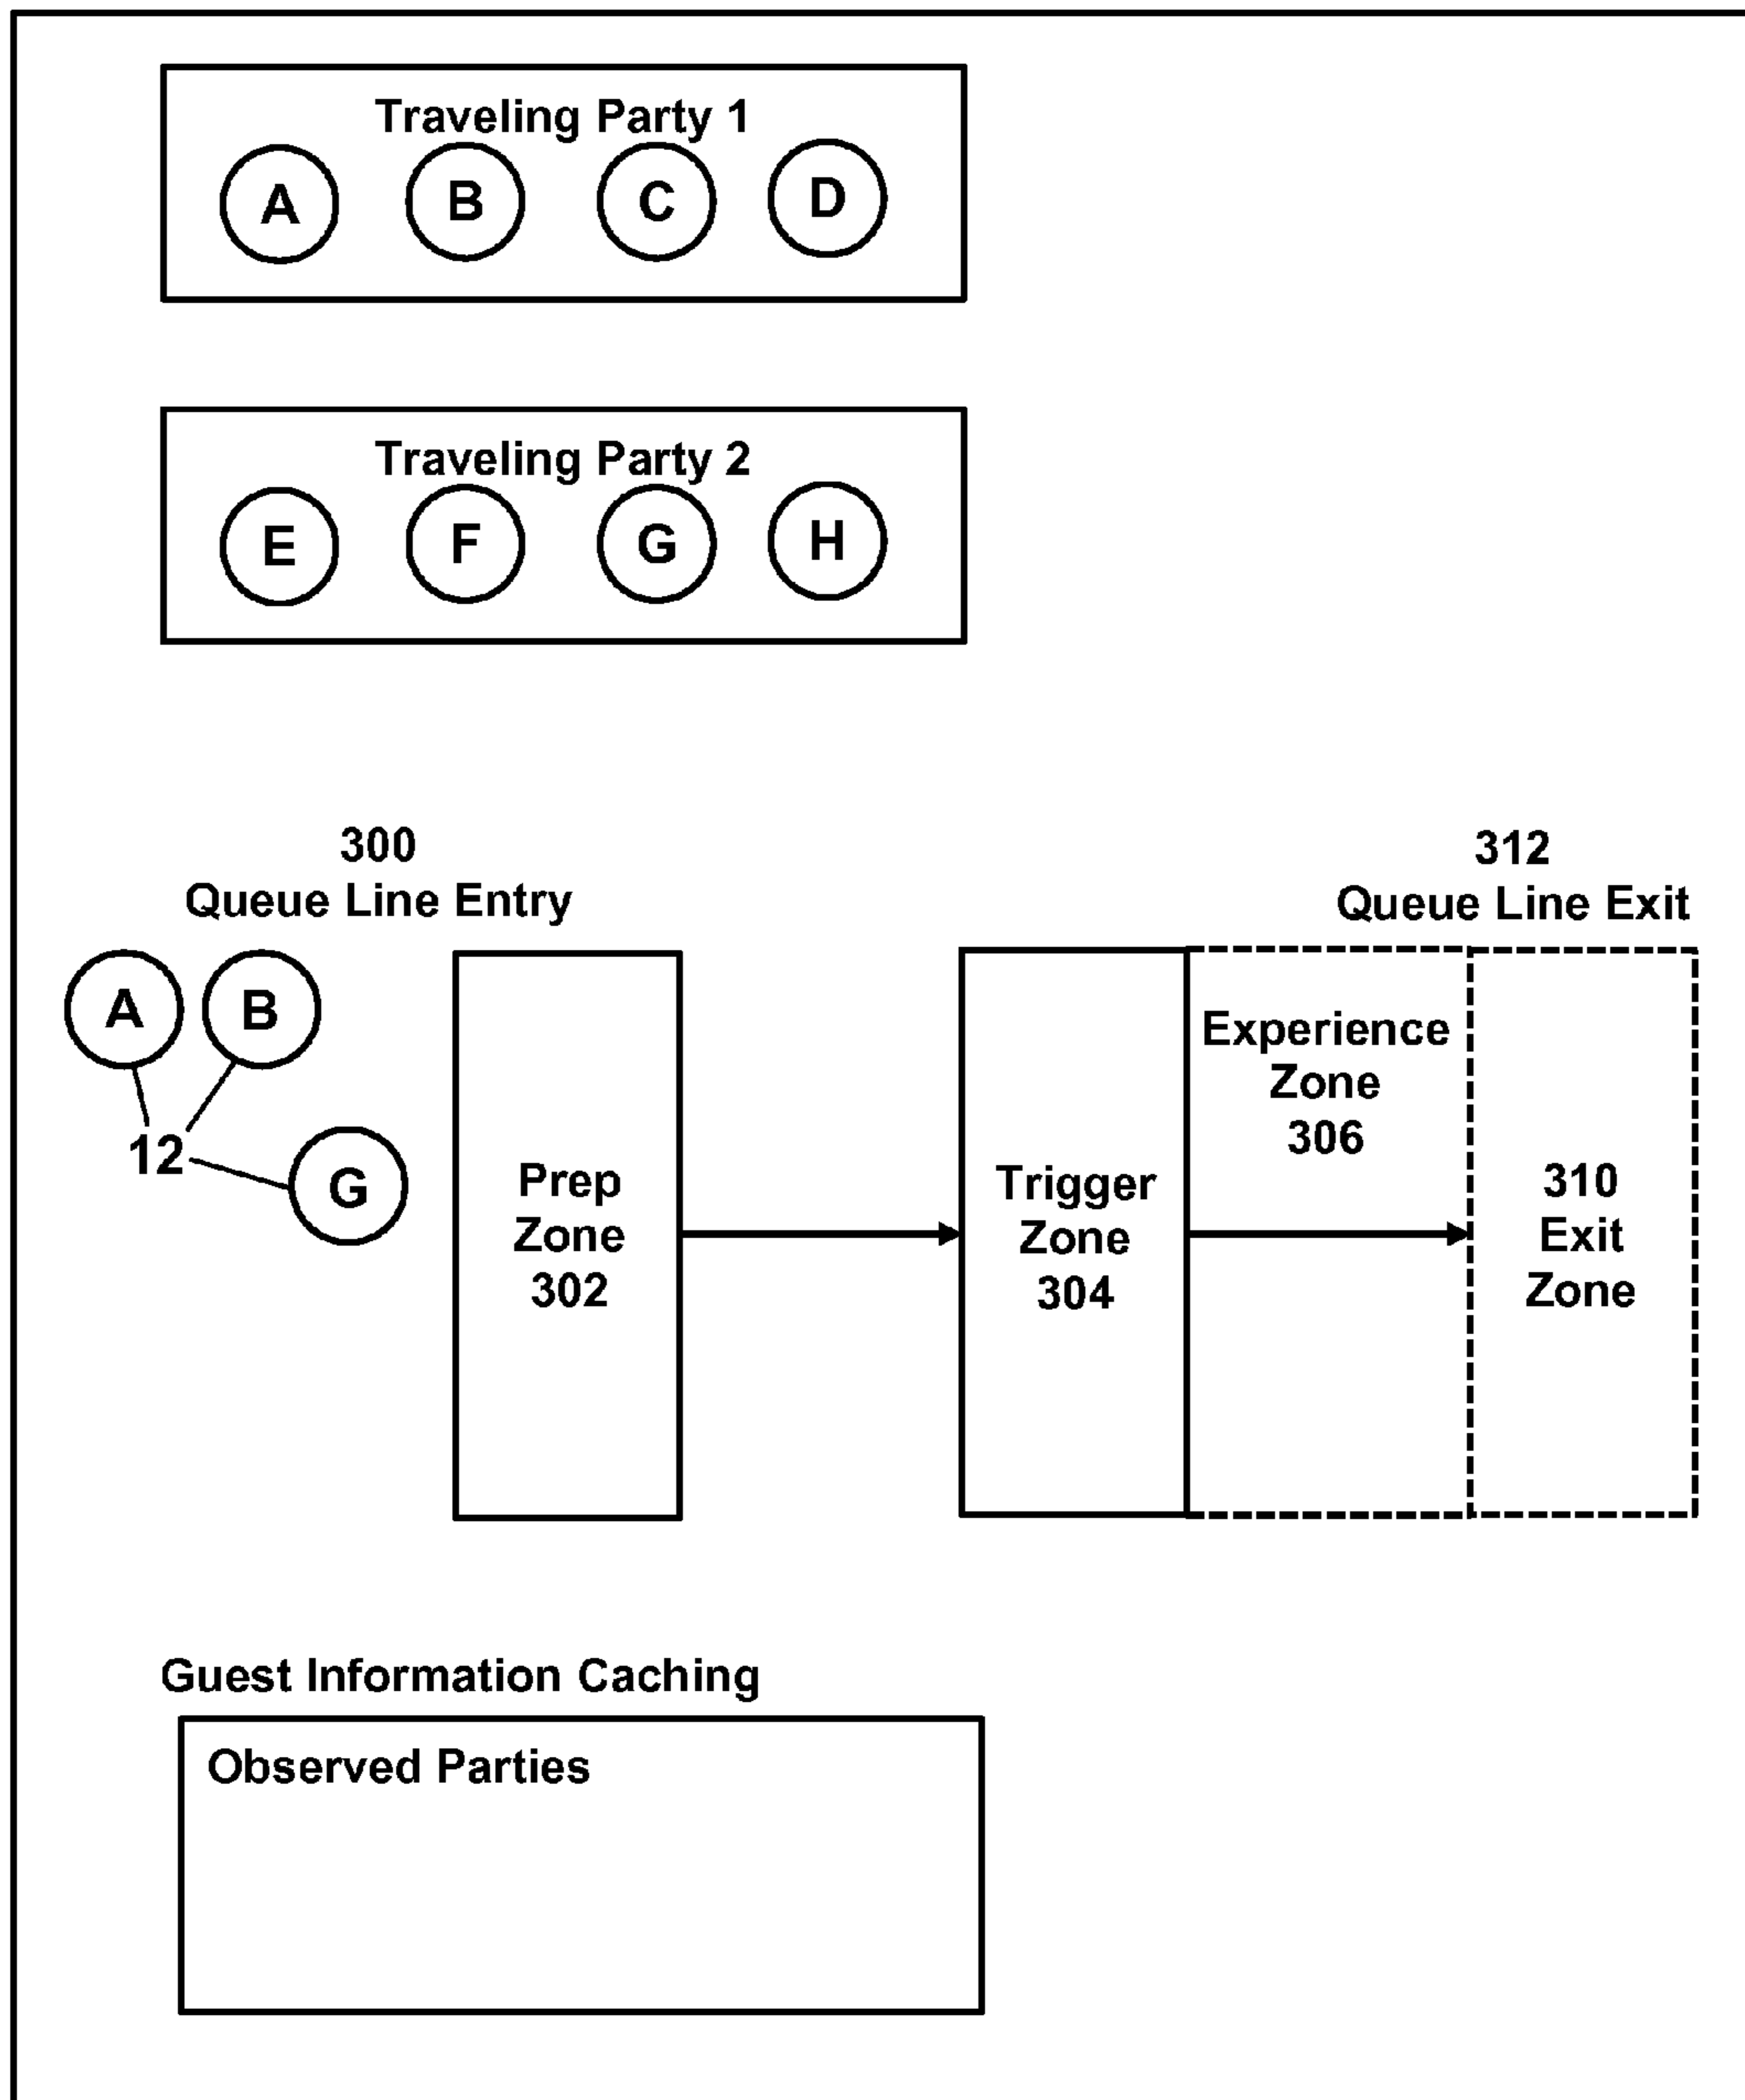 Traveling Party 1
A B C D
Traveling Party 2
E F G H
300
Queue Line Entry
312
Queue Line Exit
A B
12
G
Prep
Zone
302
Trigger
Zone
304
Experience
Zone
306
310
Exit
Zone
Guest Information Caching
Observed Parties